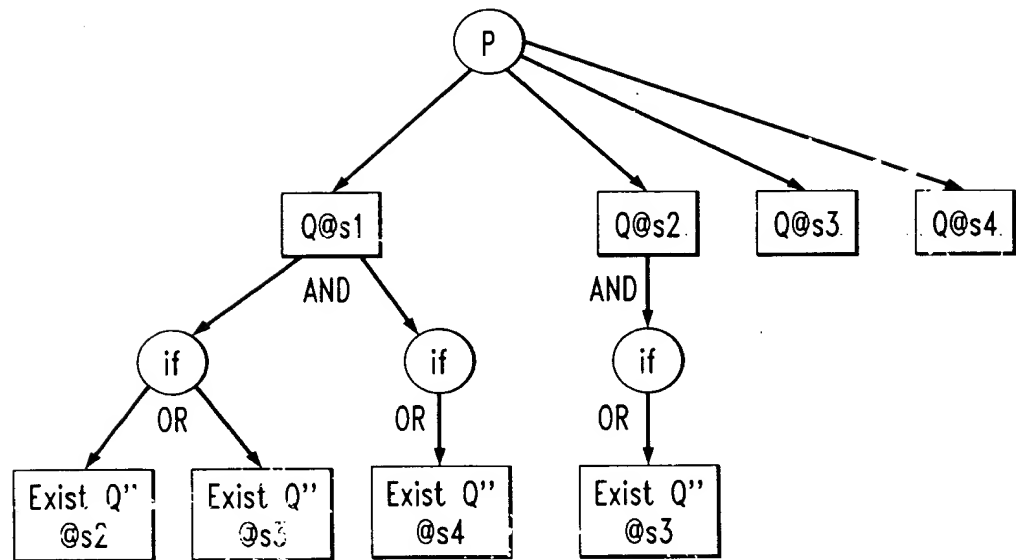 P
Q@s1
Q@s2
Q@s3
Q@s4
AND
AND
if
if
if
OR
OR
OR
Exist Q"
@s2
Exist Q"
@s3
Exist Q"
@s4
Exist Q"
@s3